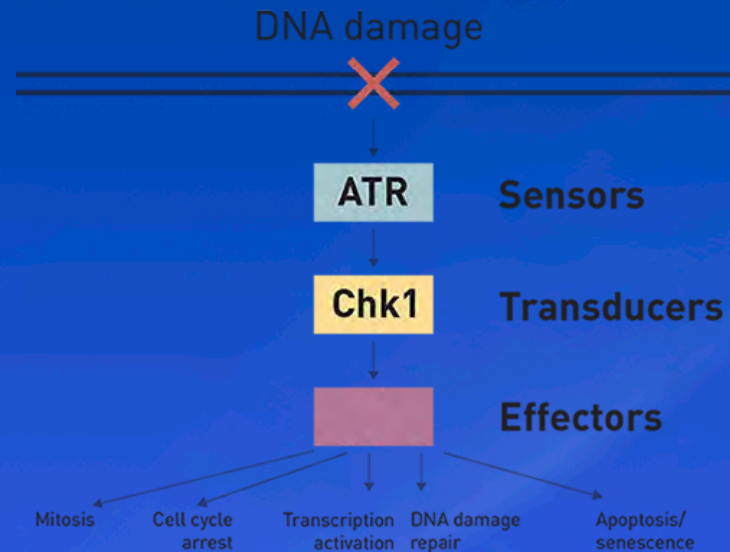 DNA damage
ATR
Sensors
Chk1
Transducers
Effectors
Mitosis
Cell cycle
arrest
Transcription
activation
DNA damage
repair
Apoptosis/
senescence